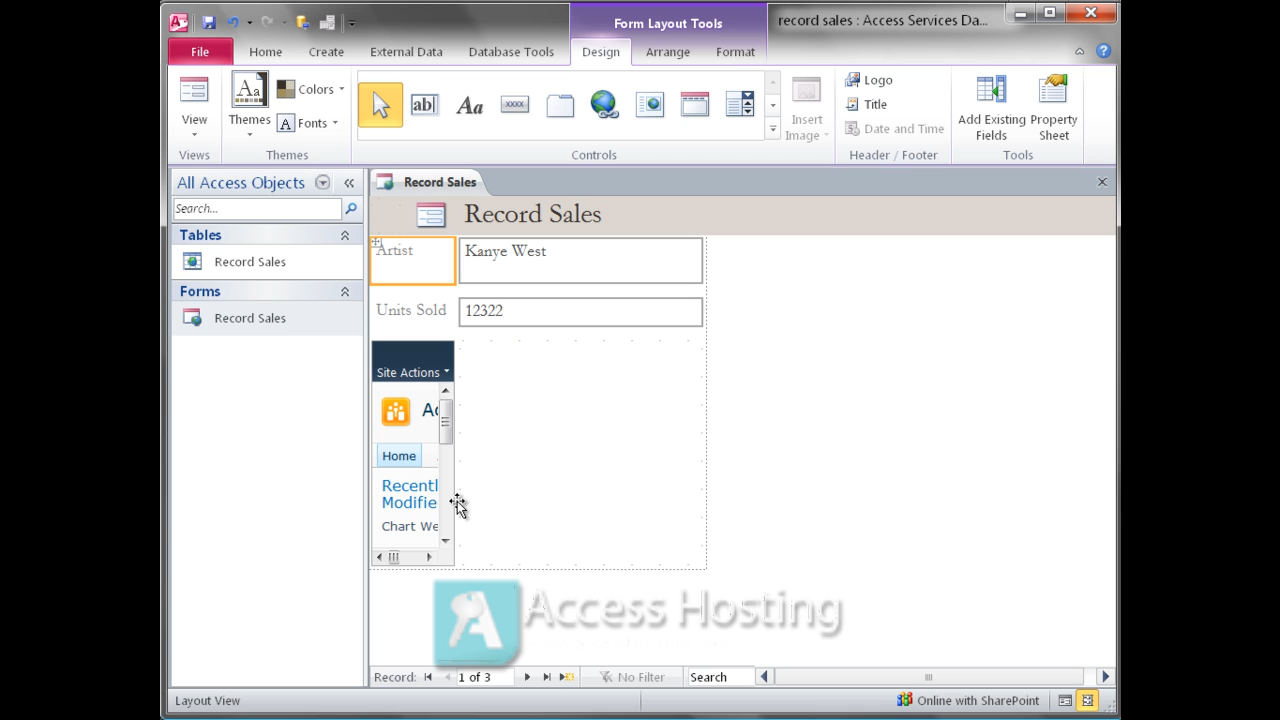 Form Layout Tools
record sales : Access Services Da...
File
Home
Create
External Data
Database Tools
Design
Arrange
Format
View
Views
Aa
Themes
Colors
A Fonts
Themes
ab|
Aa
xxxx
Controls
Insert
Image
Logo
Title
Date and Time
Header / Footer
Add Existing
Fields
Property
Sheet
Tools
All Access Objects
Search...
Tables
Record Sales
Forms
Record Sales
Record Sales
Record Sales
Artist
Kanye West
Units Sold
12322
Site Actions
Ac
Home
Recentl
Modifie
Chart We
Access Hosting
Record:
1 of 3
No Filter
Search
Layout View
Online with SharePoint